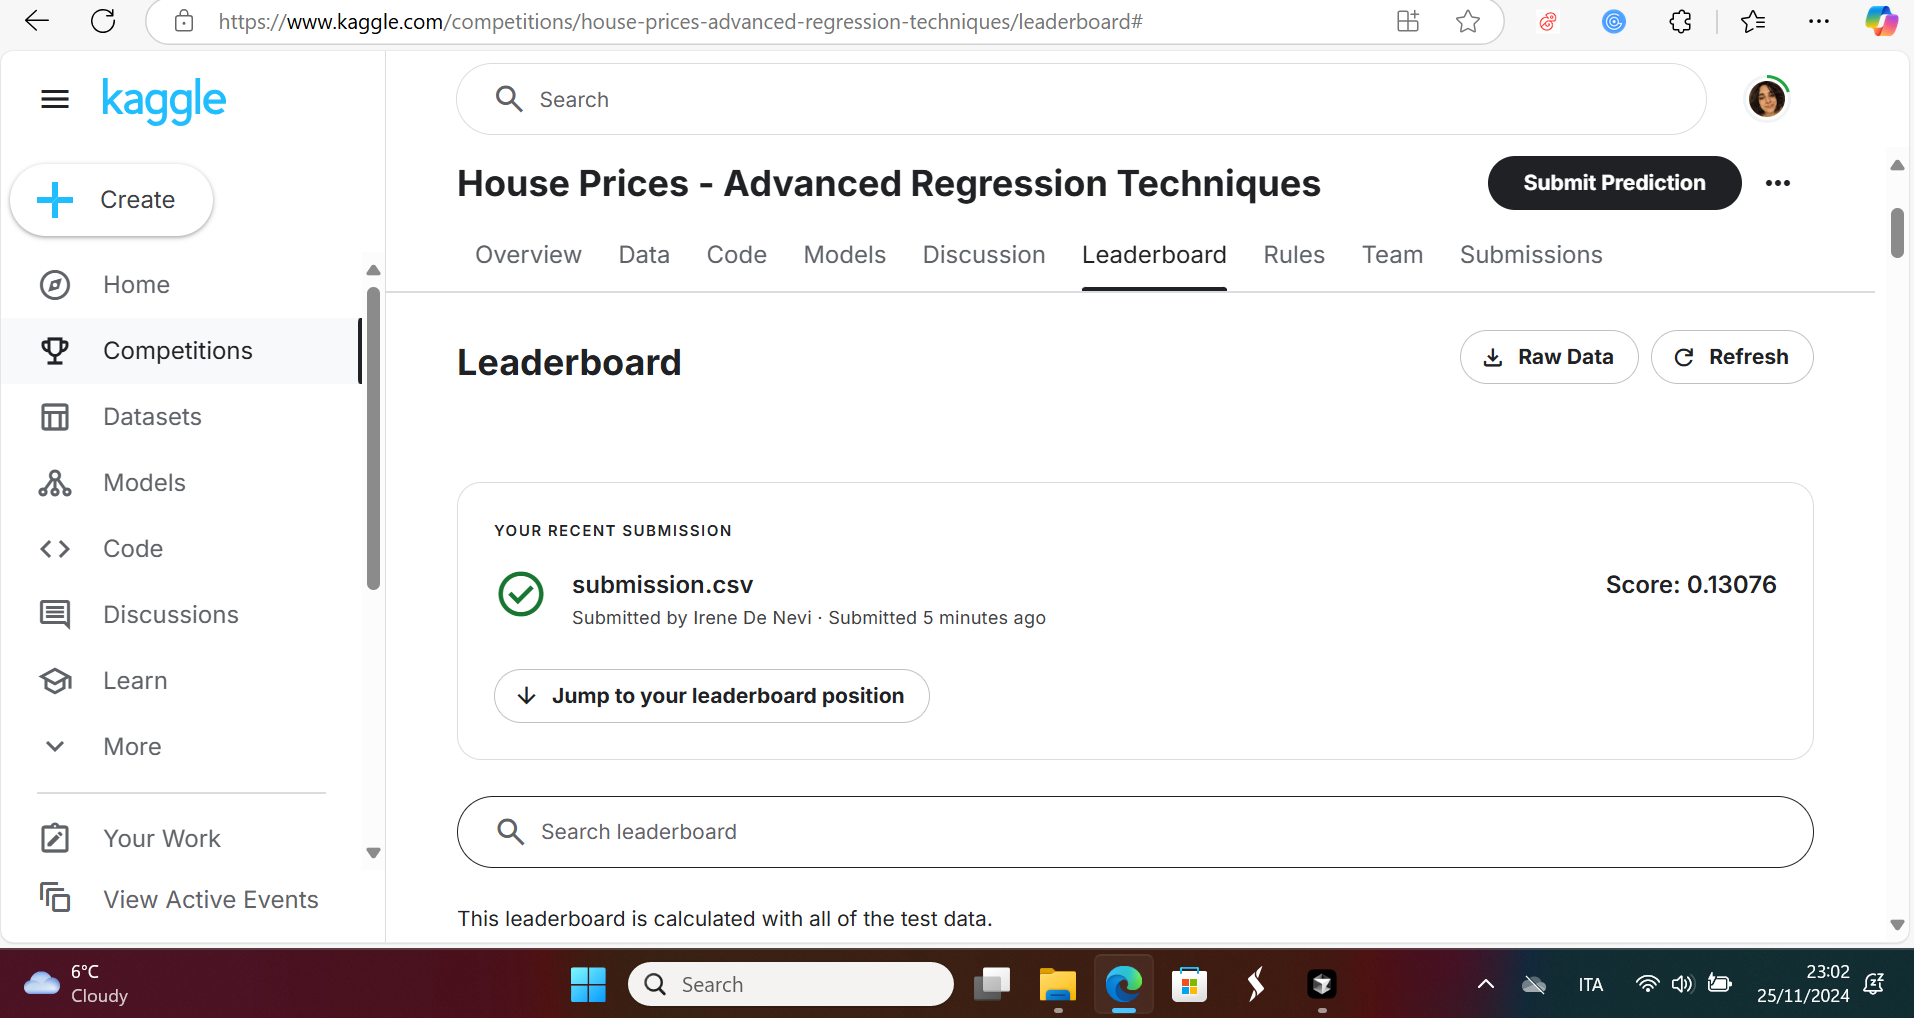 https://www.kaggle.com/competitions/house-prices-advanced-regression-techniques/leaderboard#
kaggle
Search
Create
House Prices - Advanced Regression Techniques
Submit Prediction
Overview
Data
Code
Models
Discussion
Leaderboard
Rules
Team
Submissions
Home
Competitions
Datasets
Models
Code
Discussions
Learn
More
Your Work
View Active Events
Leaderboard
Raw Data
Refresh
YOUR RECENT SUBMISSION
submission.csv
Score: 0.13076
Submitted by Irene De Nevi · Submitted 5 minutes ago
Jump to your leaderboard position
Search leaderboard
This leaderboard is calculated with all of the test data.
6°C
Cloudy
Search
ITA
23:02
25/11/2024